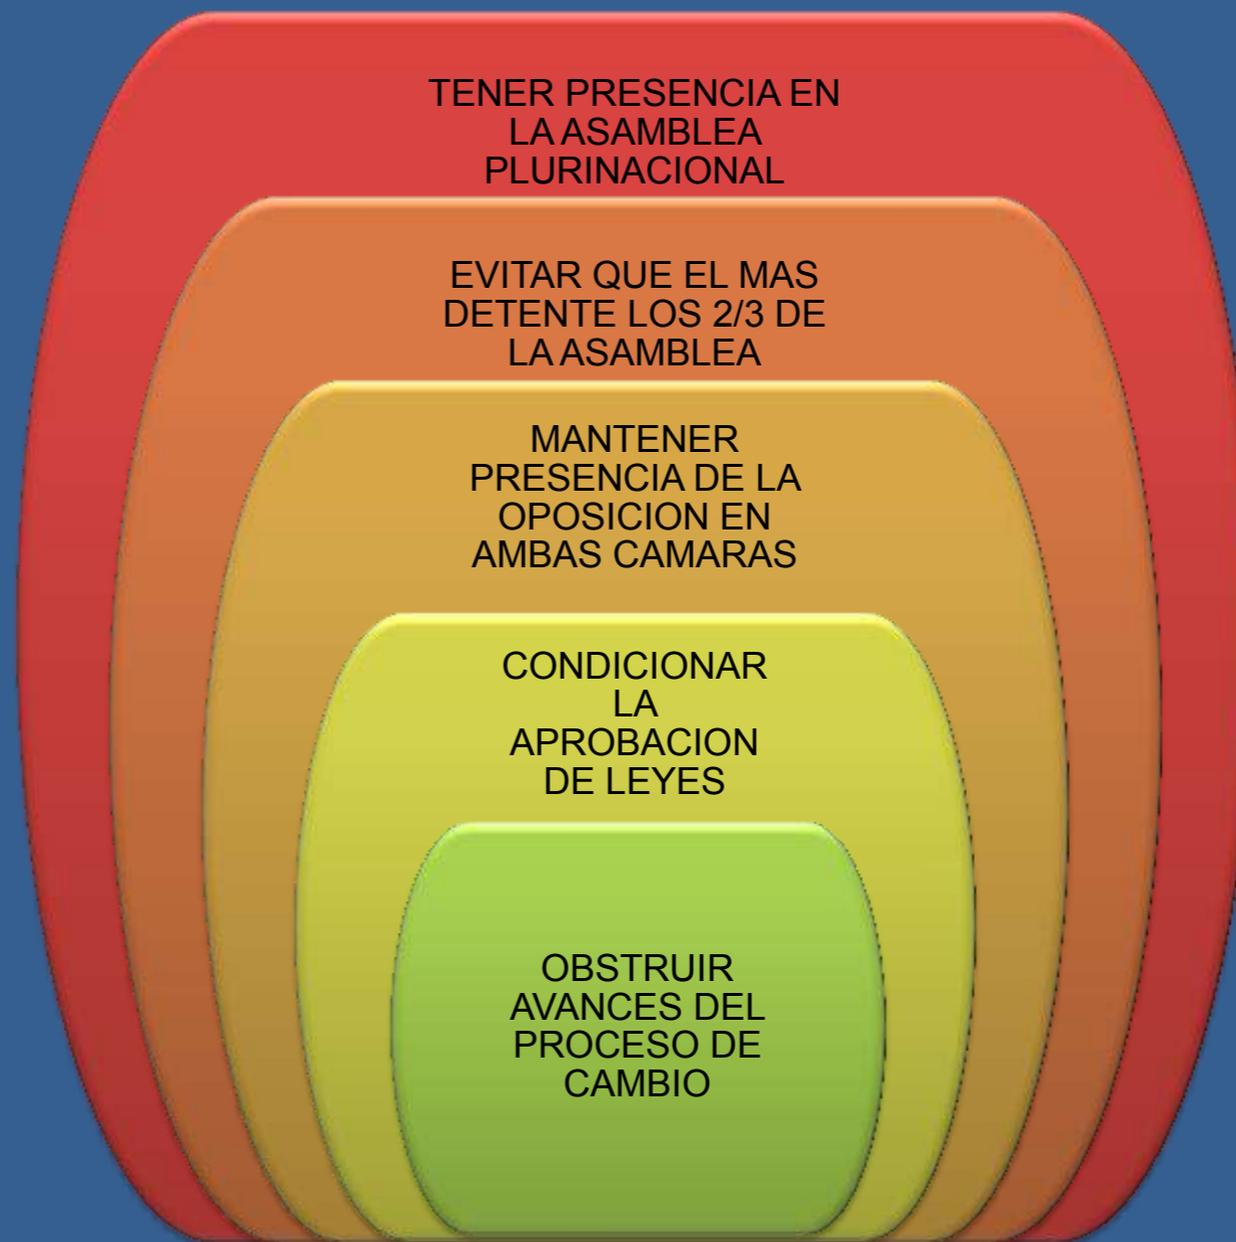 TENER PRESENCIA EN
LA ASAMBLEA
PLURINACIONAL
EVITAR QUE EL MAS
DETENTE LOS 2/3 DE
LA ASAMBLEA
MANTENER
PRESENCIA DE LA
OPOSICION EN
AMBAS CAMARAS
CONDICIONAR
LA
APROBACION
DE LEYES
OBSTRUIR
AVANCES DEL
PROCESO DE
CAMBIO